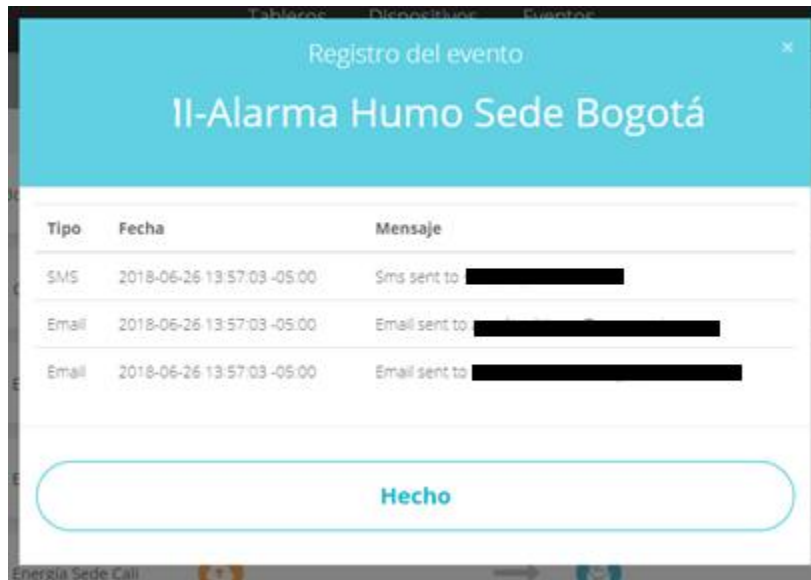 Tableros Dispositivos Eventos
Registro del evento
×
II-Alarma Humo Sede Bogotá
Tipo Fecha Mensaje
SMS 2018-06-26 13:57:03 -05:00 Sms sent to
Email 2018-06-26 13:57:03 -05:00 Email sent to
Email 2018-06-26 13:57:03 -05:00 Email sent to
Hecho
Energía Sede Cali